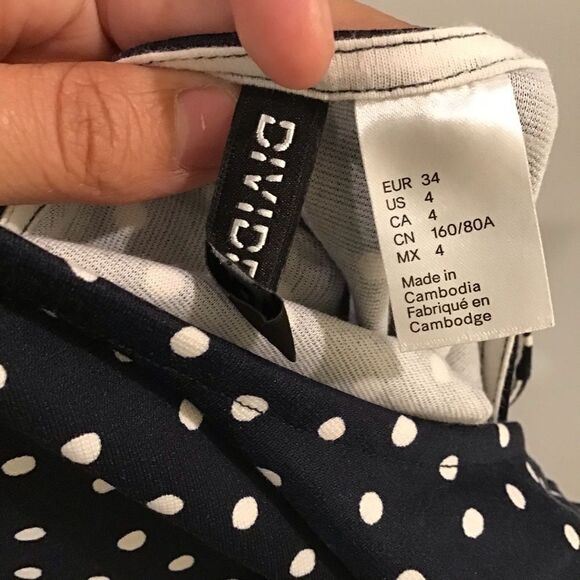 DIVIDE
EUR 34
US 4
CA 4
CN 160/80A
MX 4
Made in
Cambodia
Fabriqué en
Cambodge